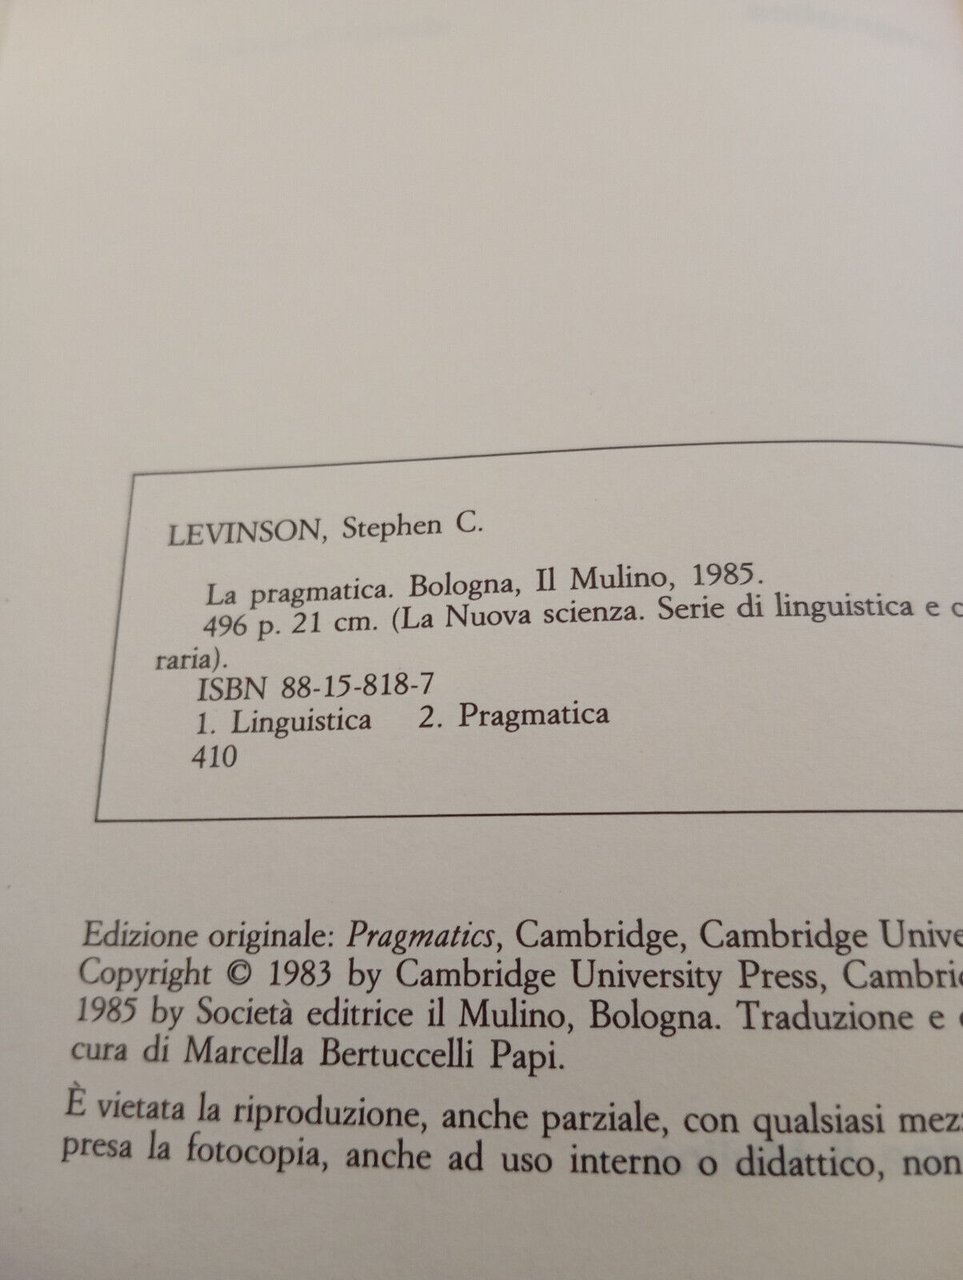 LEVINSON, Stephen C.
La pragmatica. Bologna, Il Mulino, 1985.
496 p. 21 cm. (La Nuova scienza. Serie di linguistica e c
raria).
ISBN 88-15-818-7
1. Linguistica 2. Pragmatica
410
Edizione originale: Pragmatics, Cambridge, Cambridge Unive
Copyright © 1983 by Cambridge University Press, Cambri
1985 by Società editrice il Mulino, Bologna. Traduzione e
cura di Marcella Bertuccelli Papi.
È vietata la riproduzione, anche parziale, con qualsiasi mez
presa la fotocopia, anche ad uso interno o didattico, non